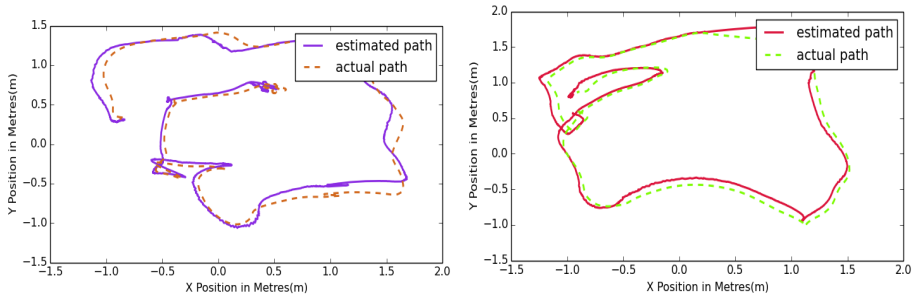 1.5
1.0
0.5
0.0
−0.5
−1.0
−1.5
Y Position in Metres(m)
−1.5 −1.0 −0.5 0.0 0.5 1.0 1.5 2.0
X Position in Metres(m)
estimated path
actual path
2.0
1.5
1.0
0.5
0.0
−0.5
−1.0
−1.5
Y Position in Metres(m)
−1.5 −1.0 −0.5 0.0 0.5 1.0 1.5 2.0
X Position in Metres(m)
estimated path
actual path